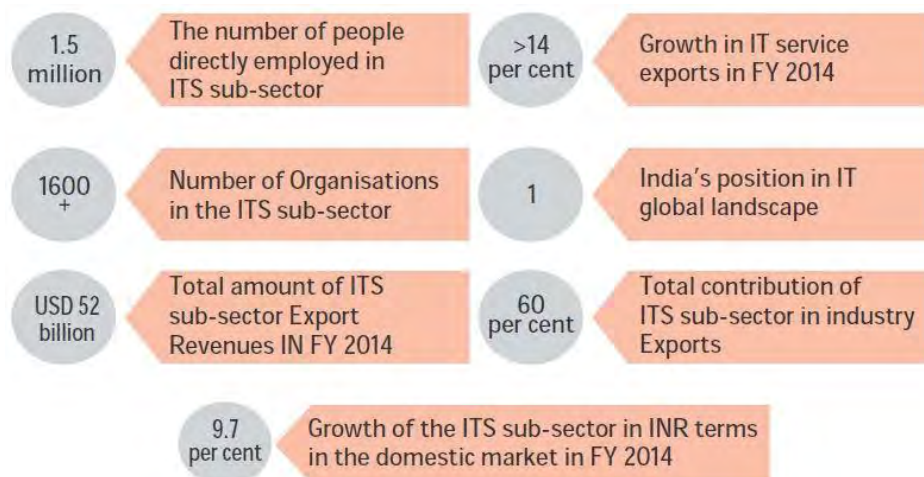 1.5
million
The number of people
directly employed in
ITS sub-sector
>14
per cent
Growth in IT service
exports in FY 2014
1600
+
Number of Organisations
in the ITS sub-sector
1
India's position in IT
global landscape
USD 52
billion
Total amount of ITS
sub-sector Export
Revenues IN FY 2014
60
per cent
Total contribution of
ITS sub-sector in industry
Exports
9.7
per cent
Growth of the ITS sub-sector in INR terms
in the domestic market in FY 2014